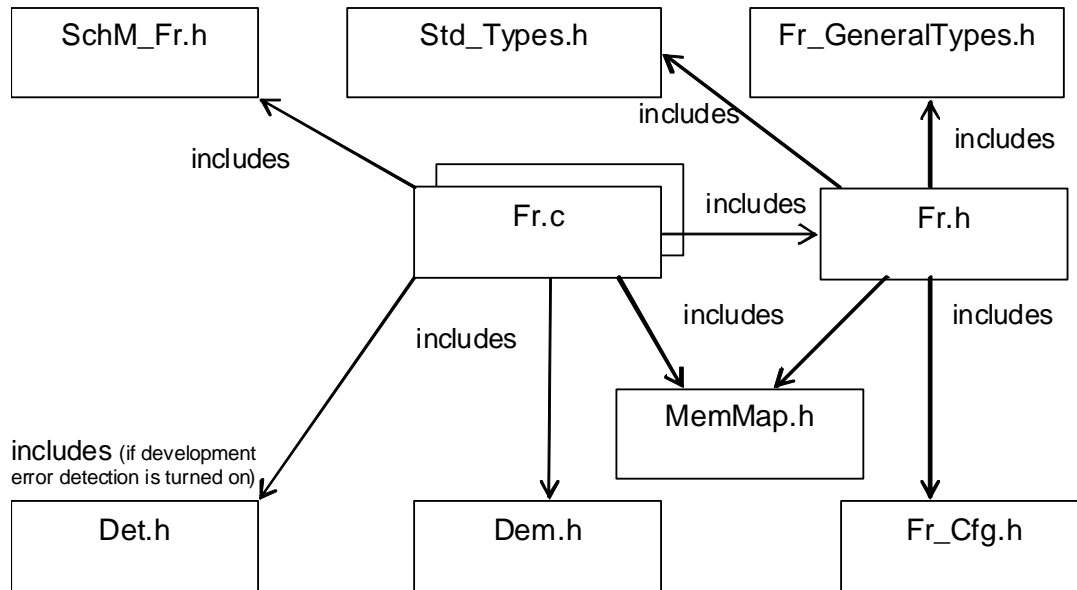 SchM_Fr.h
Std_Types.h
Fr_GeneralTypes.h
includes
includes
includes
Fr.c
includes
Fr.h
includes
includes
includes
MemMap.h
includes (if development
error detection is turned on)
Det.h
Dem.h
Fr_Cfg.h